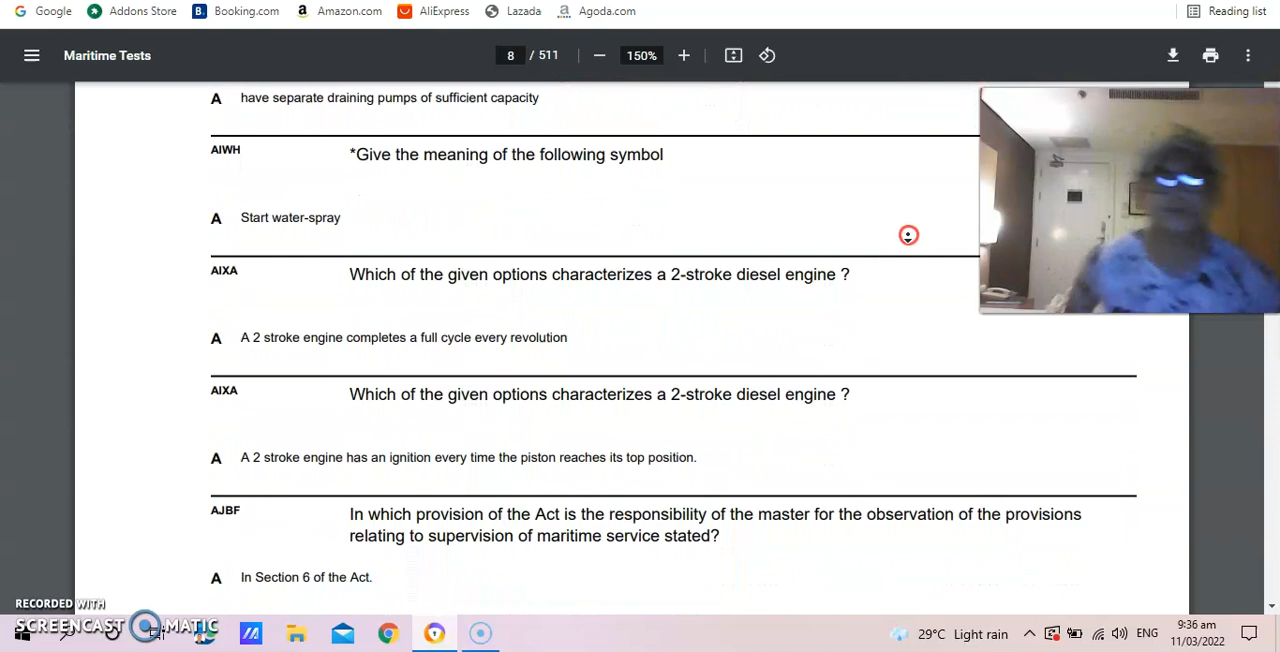 Google Addons Store Booking.com Amazon.com AliExpress Lazada Agoda.com Reading list
Maritime Tests 8 / 511 150%
A have separate draining pumps of sufficient capacity
AIWH *Give the meaning of the following symbol
A Start water-spray
AIXA Which of the given options characterizes a 2-stroke diesel engine ?
A A 2 stroke engine completes a full cycle every revolution
AIXA Which of the given options characterizes a 2-stroke diesel engine ?
A A 2 stroke engine has an ignition every time the piston reaches its top position.
AJBF In which provision of the Act is the responsibility of the master for the observation of the provisions
relating to supervision of maritime service stated?
A In Section 6 of the Act.
RECORDED WITH
SCREENCAST MATIC
29°C Light rain ENG 9:36 am
11/03/2022